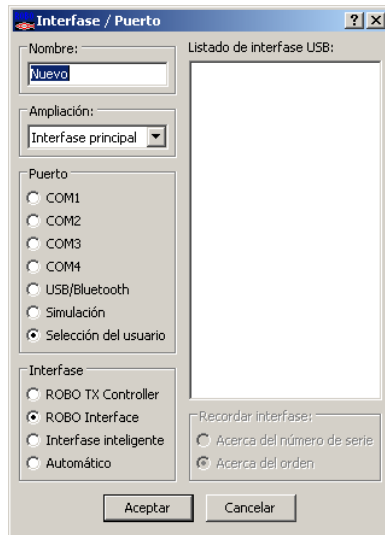 Interfase / Puerto
Nombre:
Nuevo
Ampliación:
Interfase principal
Puerto
COM1
COM2
COM3
COM4
USB/Bluetooth
Simulación
Selección del usuario
Interfase
ROBO TX Controller
ROBO Interface
Interfase inteligente
Automático
Listado de interfase USB:
Recordar interfase:
Acerca del número de serie
Acerca del orden
Aceptar
Cancelar